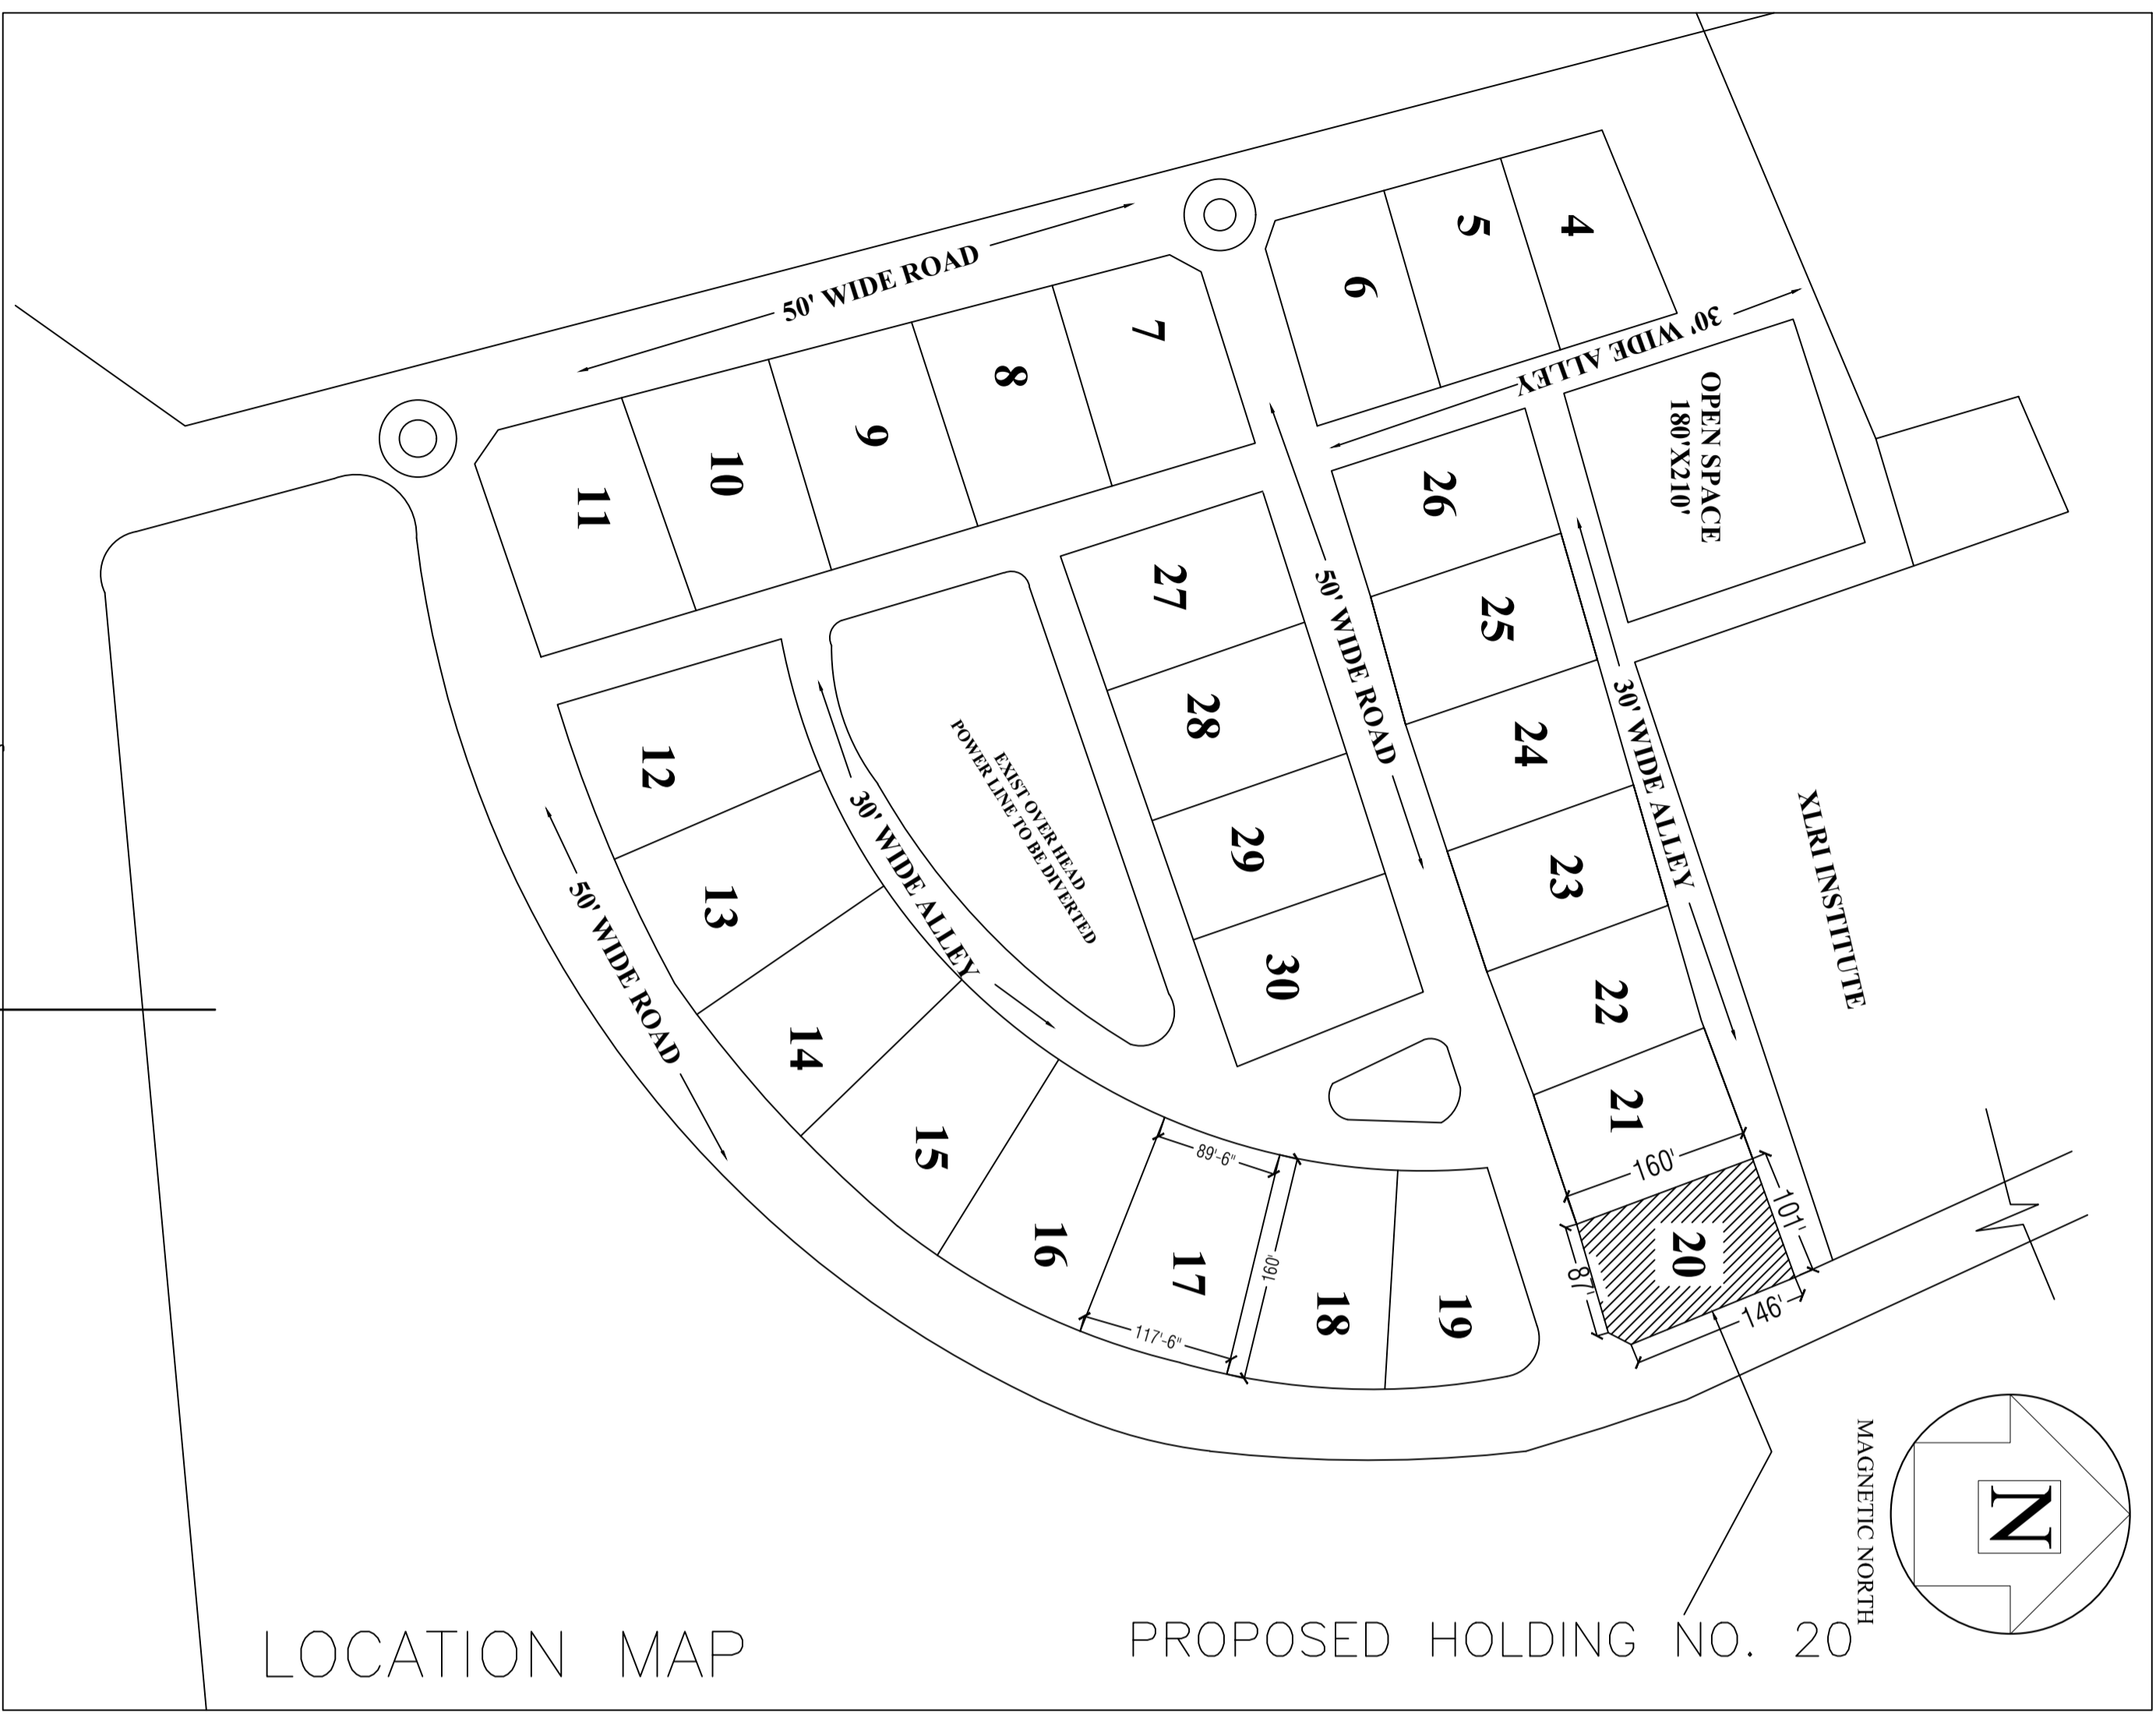 4
5
6
7
8
9
10
11
50' WIDE ROAD
30' WIDE ALLEY
OPEN SPACE
180'X210'
26
25
24
23
22
21
20
27
28
29
30
50' WIDE ROAD
30' WIDE ALLEY
XLRI INSTITUTE
EXIST OVER HEAD
POWER LINE TO BE DIVERTED
30' WIDE ALLEY
50' WIDE ROAD
12
13
14
15
16
17
18
19
89'-6"
117'-6"
160'
160'
101'
87'
146'
N
MAGNETIC NORTH
LOCATION MAP
PROPOSED HOLDING NO. 20